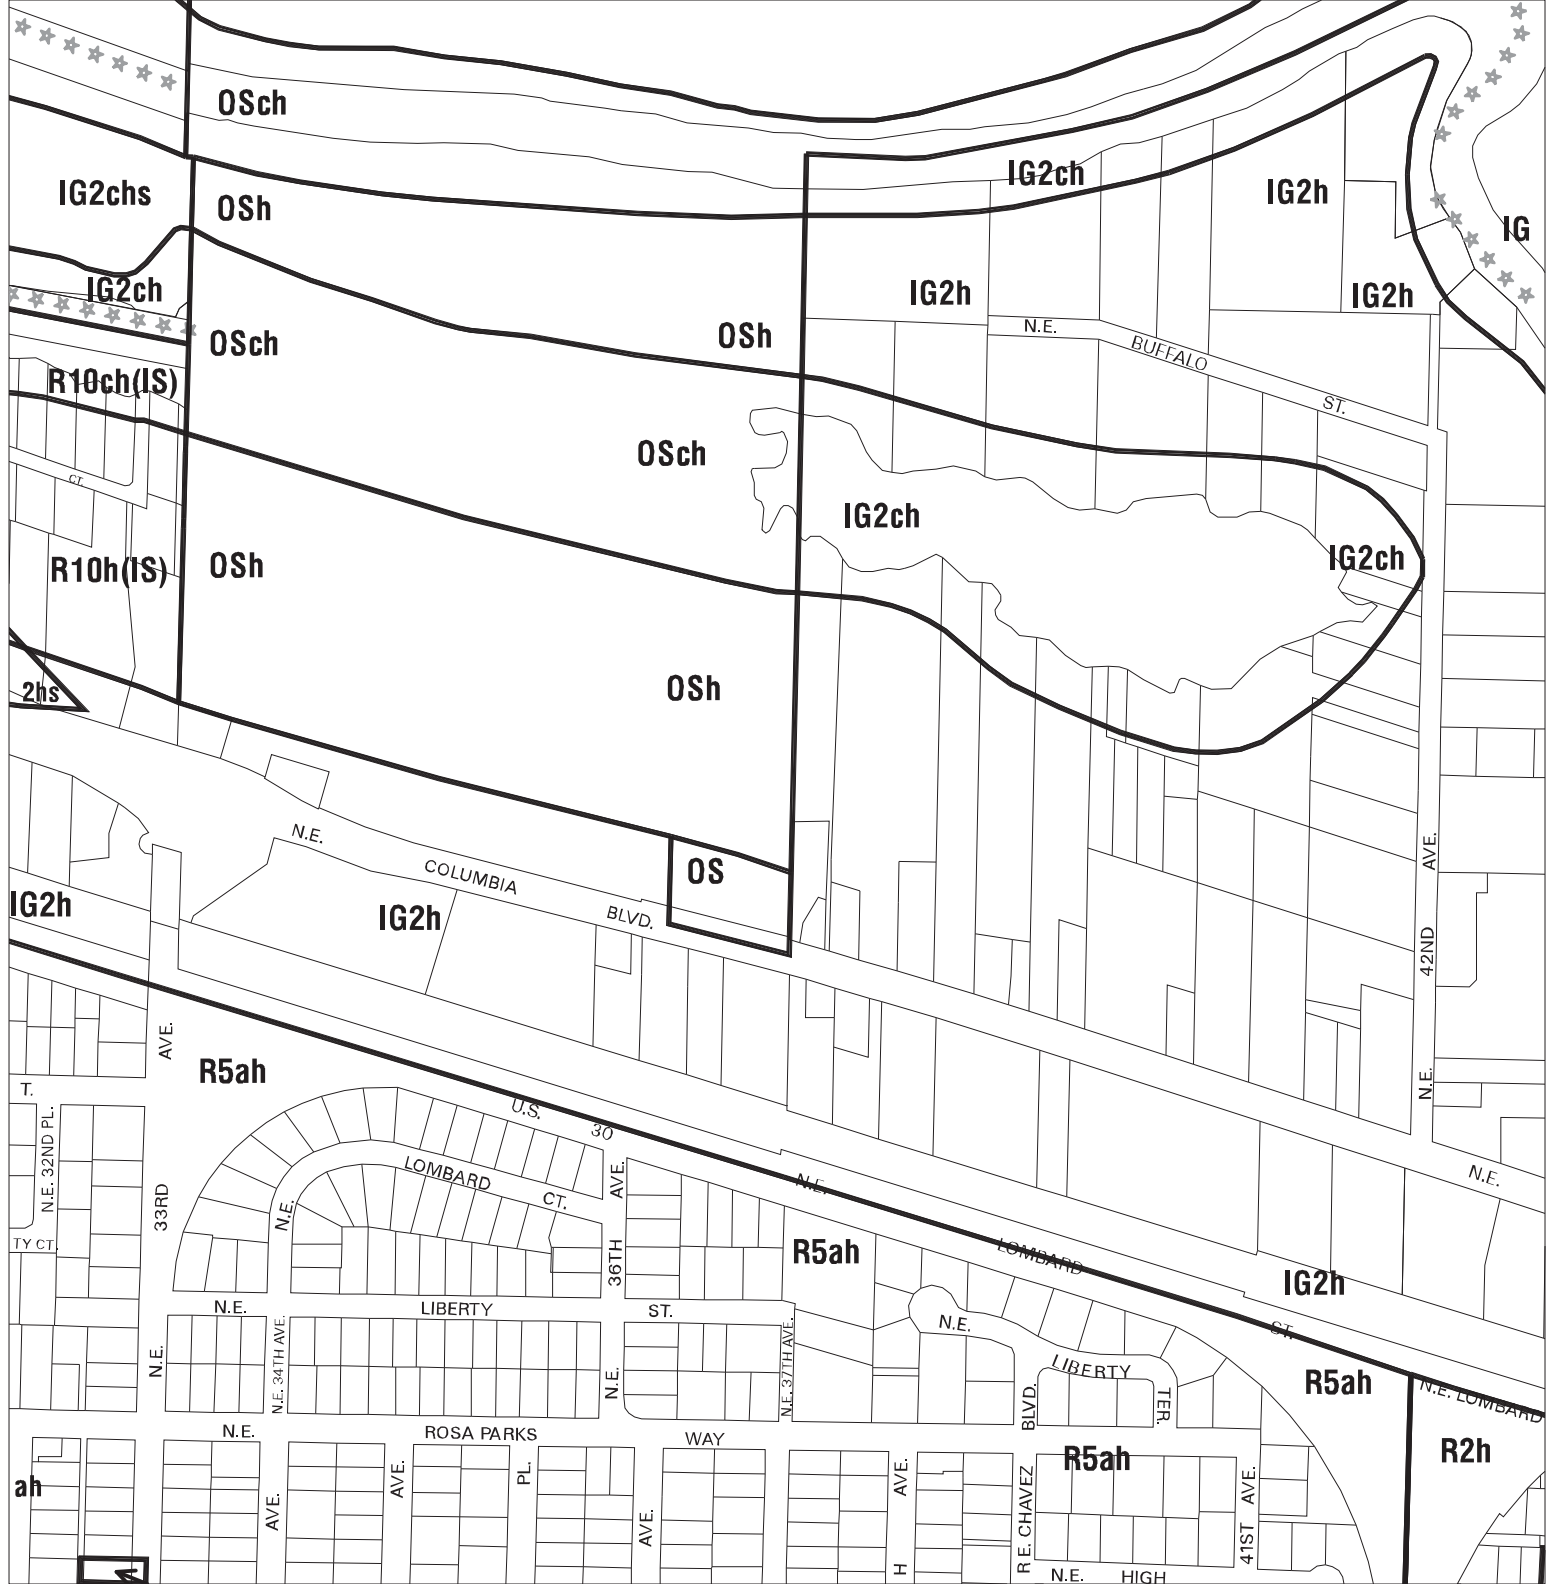 OSch
IG2ch
IG2h
IG2chs
OSh
IG
IG2ch
IG2h
IG2h
N.E. BUFFALO ST.
OSch
OSh
R10ch(IS)
OSch
CT.
IG2ch
IG2ch
R10h(IS)
OSh
OSh
2hs
N.E. COLUMBIA BLVD.
OS
IG2h
IG2h
N.E. 42ND AVE.
R5ah
AVE.
T.
N.E. 32ND PL.
U.S. 30
N.E. LOMBARD CT.
36TH AVE.
33RD
N.E.
N.E.
TY CT.
R5ah
LOMBARD
IG2h
N.E. LIBERTY ST.
N.E.
ST.
N.E. 34TH AVE.
N.E.
N.E. 37TH AVE.
LIBERTY TER.
N.E.
BLVD.
R5ah
N.E. LOMBARD
N.E. ROSA PARKS WAY
R5ah
R2h
ah
AVE.
AVE.
PL.
AVE.
AVE.
H
R E. CHAVEZ
41ST AVE.
N.E. HIGH